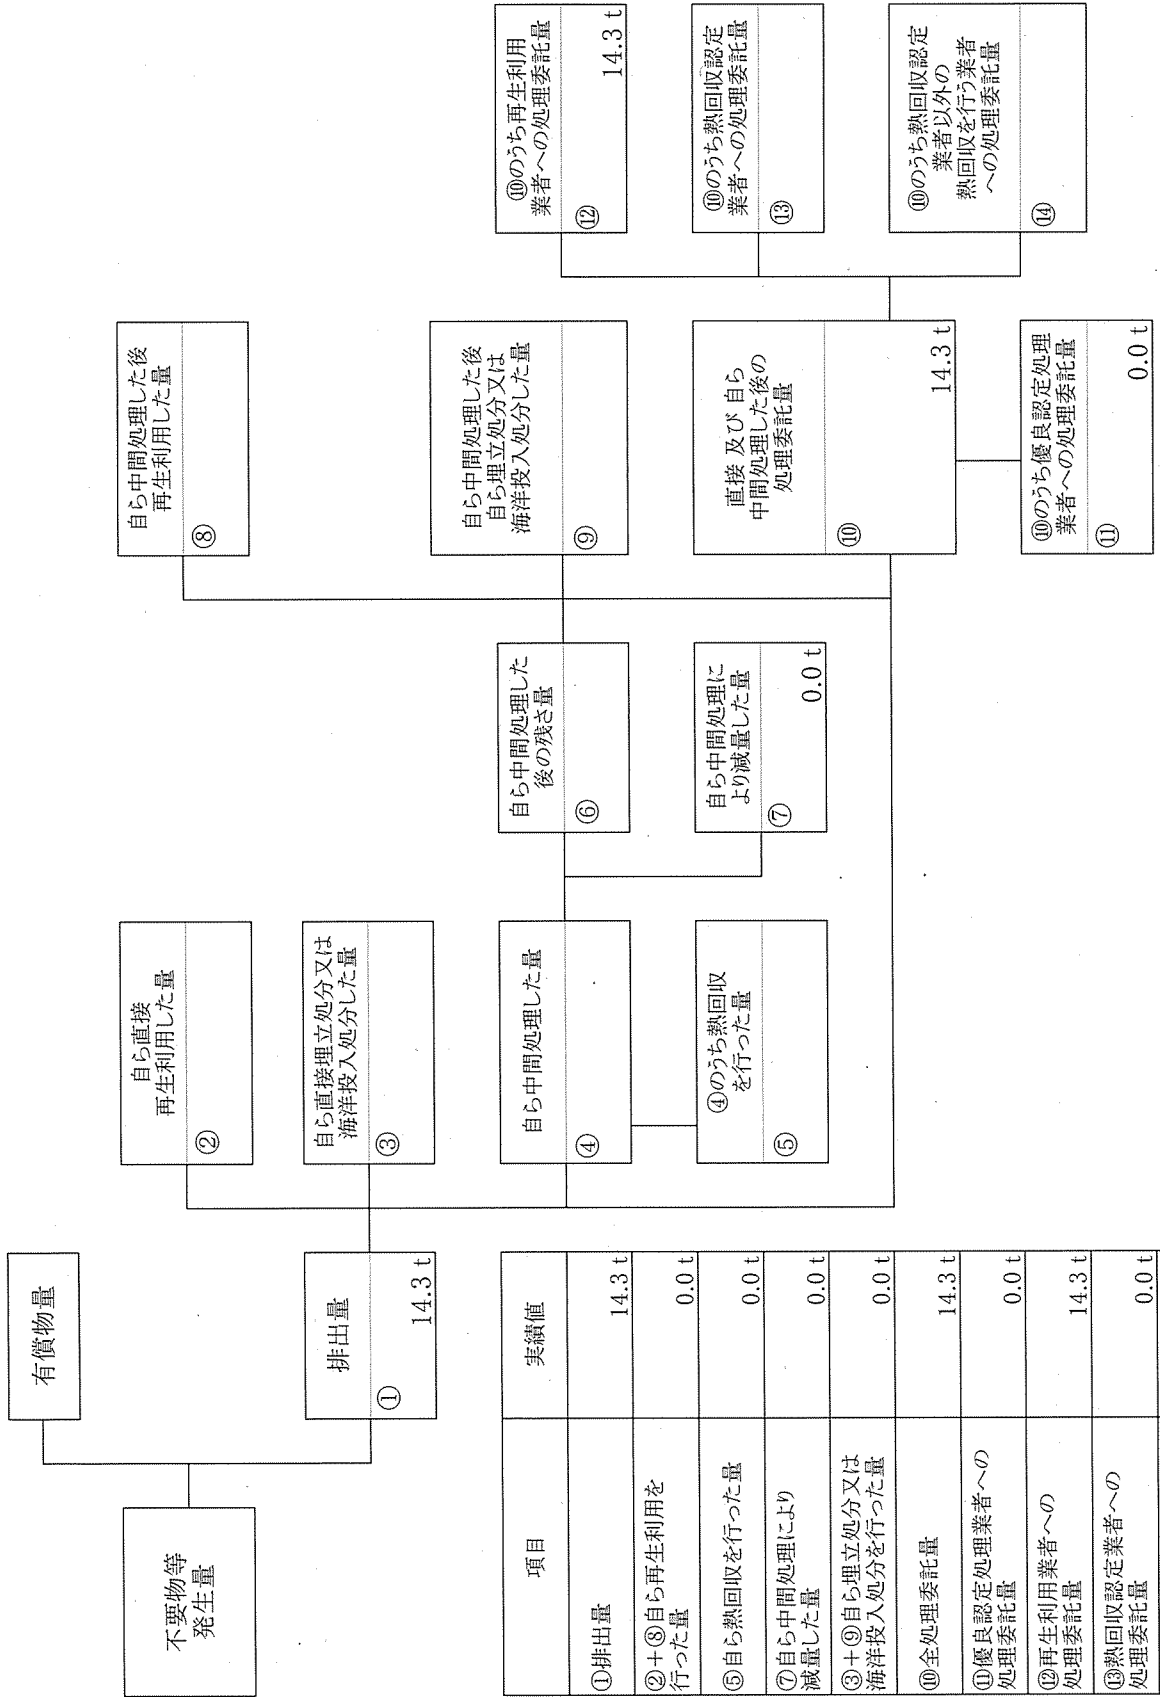 不要物等
発生量
有償物量
排出量
①
14.3 t
自ら直接
再生利用した量
②
自ら直接埋立処分又は
海洋投入処分した量
③
自ら中間処理した量
④
④のうち熱回収
を行った量
⑤
自ら中間処理した
後の残さ量
⑥
自ら中間処理に
より減量した量
⑦
0.0 t
自ら中間処理した後
再生利用した量
⑧
自ら中間処理した後
自ら埋立処分又は
海洋投入処分した量
⑨
直接 及び 自ら
中間処理した後の
処理委託量
⑩
14.3 t
⑩のうち優良認定処理
業者への処理委託量
⑪
0.0 t
⑩のうち再生利用
業者への処理委託量
⑫
14.3 t
⑩のうち熱回収認定
業者への処理委託量
⑬
⑩のうち熱回収認定
業者以外の
熱回収を行う業者
への処理委託量
⑭
項目 実績値
①排出量 14.3 t
②+⑧自ら再生利用を
行った量 0.0 t
⑤自ら熱回収を行った量 0.0 t
⑦自ら中間処理により
減量した量 0.0 t
③+⑨自ら埋立処分又は
海洋投入処分を行った量 0.0 t
⑩全処理委託量 14.3 t
⑪優良認定処理業者への
処理委託量 0.0 t
⑫再生利用業者への
処理委託量 14.3 t
⑬熱回収認定業者への
処理委託量 0.0 t